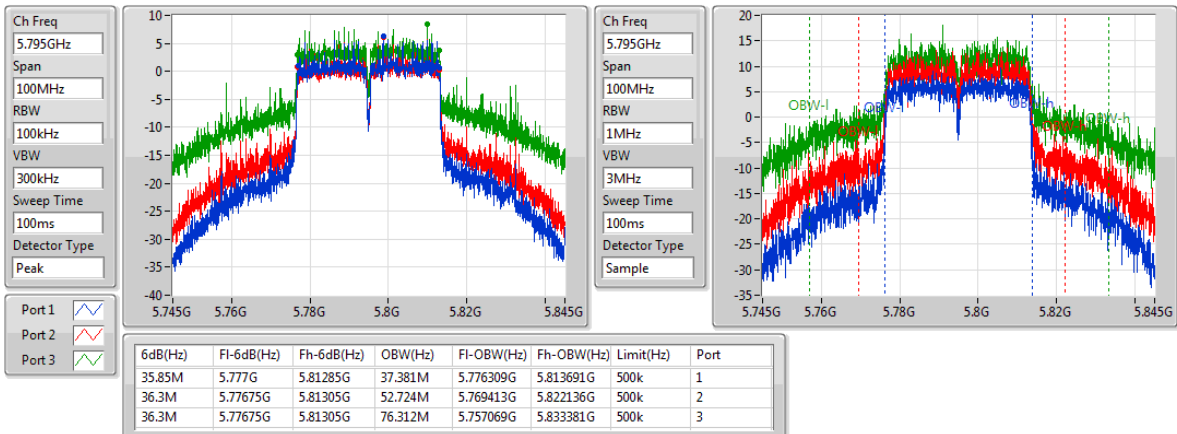 Ch Freq
5.795GHz
Span
100MHz
RBW
100kHz
VBW
300kHz
Sweep Time
100ms
Detector Type
Peak
Port 1
Port 2
Port 3
10
5
0
-5
-10
-15
-20
-25
-30
-35
-40
5.745G 5.76G 5.78G 5.8G 5.82G 5.845G
Ch Freq
5.795GHz
Span
100MHz
RBW
1MHz
VBW
3MHz
Sweep Time
100ms
Detector Type
Sample
20
15
10
5
0
-5
-10
-15
-20
-25
-30
-35
OBW-l OBW-h
OBW-h
OBW-h
5.745G 5.76G 5.78G 5.8G 5.82G 5.845G
6dB(Hz) Fl-6dB(Hz) Fh-6dB(Hz) OBW(Hz) Fl-OBW(Hz) Fh-OBW(Hz) Limit(Hz) Port
35.85M 5.777G 5.81285G 37.381M 5.776309G 5.813691G 500k 1
36.3M 5.77675G 5.81305G 52.724M 5.769413G 5.822136G 500k 2
36.3M 5.77675G 5.81305G 76.312M 5.757069G 5.833381G 500k 3